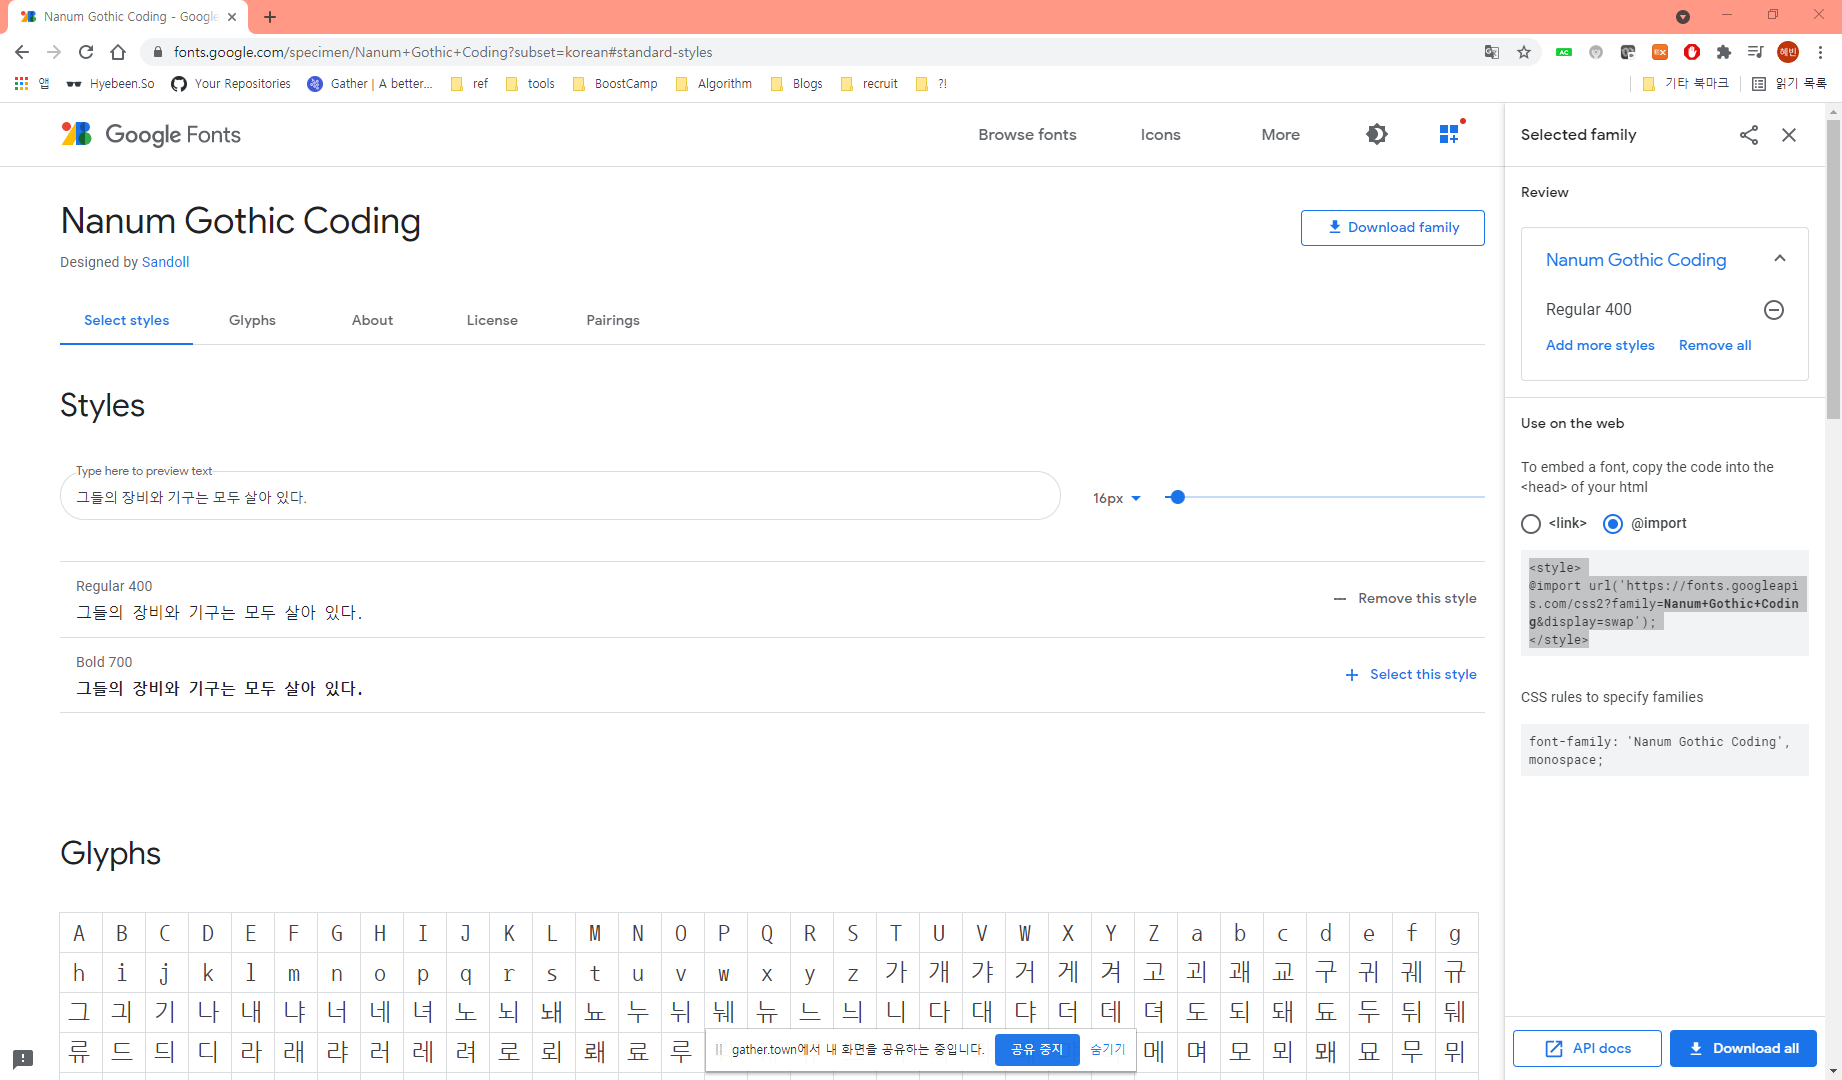 Nanum Gothic Coding - Google
fonts.google.com/specimen/Nanum+Gothic+Coding?subset=korean#standard-styles
앱
Hyebeen.So
Your Repositories
Gather | A better...
ref
tools
BoostCamp
Algorithm
Blogs
recruit
?!
기타 북마크
읽기 목록
Google Fonts
Browse fonts
Icons
More
Selected family
Nanum Gothic Coding
Designed by Sandoll
Download family
Select styles
Glyphs
About
License
Pairings
Styles
Type here to preview text
그들의 장비와 기구는 모두 살아 있다.
16px
Regular 400
그들의 장비와 기구는 모두 살아 있다.
Remove this style
Bold 700
그들의 장비와 기구는 모두 살아 있다.
Select this style
Glyphs
A B C D E F G H I J K L M N O P Q R S T U V W X Y Z a b c d e f g
h i j k l m n o p q r s t u v w x y z 가 개 갸 거 게 겨 고 괴 괘 교 구 귀 궤 규
그 긔 기 나 내 냐 너 네 녀 노 뇌 놰 뇨 누 뉘 눼 뉴 느 늬 니 다 대 댜 더 데 뎌 도 되 돼 됴 두 뒤 뒈
류 드 듸 디 라 래 랴 러 레 려 로 뢰 뢔 료 루 메 며 모 뫼 뫠 묘 무 뮈
gather.town에서 내 화면을 공유하는 중입니다.
공유 중지
숨기기
Review
Nanum Gothic Coding
Regular 400
Add more styles
Remove all
Use on the web
To embed a font, copy the code into the
<head> of your html
<link>
@import
<style>
@import url('https://fonts.googleapi
s.com/css2?family=Nanum+Gothic+Codin
g&display=swap');
</style>
CSS rules to specify families
font-family: 'Nanum Gothic Coding',
monospace;
API docs
Download all